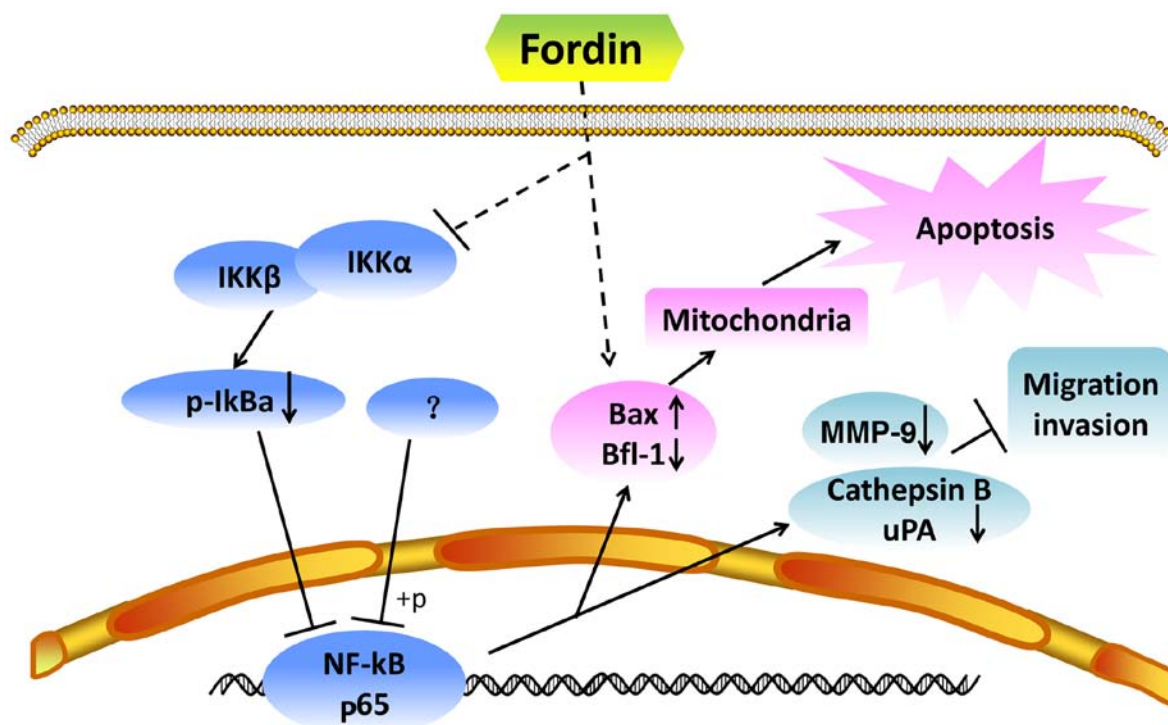 Fordin
IKKβ
IKKα
Apoptosis
Mitochondria
p-IkBa
?
Bax
Bfl-1
MMP-9
Migration
invasion
Cathepsin B
uPA
+p
NF-kB
p65